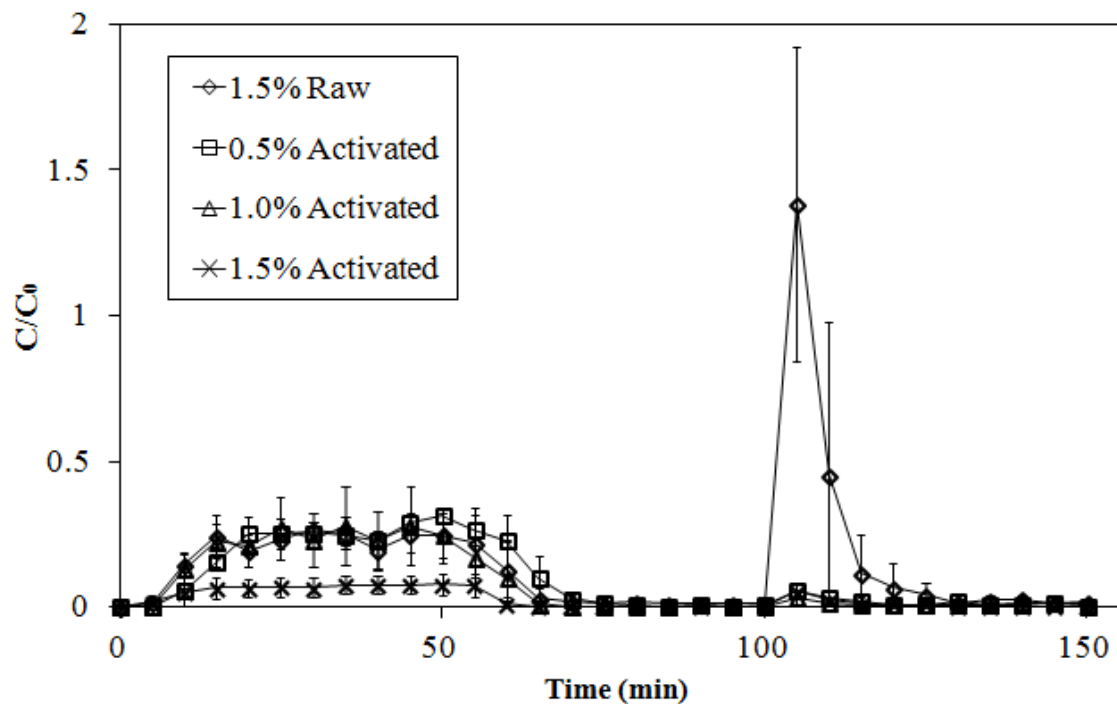 2
1.5% Raw
0.5% Activated
1.0% Activated
1.5% Activated
1.5
1
0.5
0
C/C₀
0 50 100 150
Time (min)